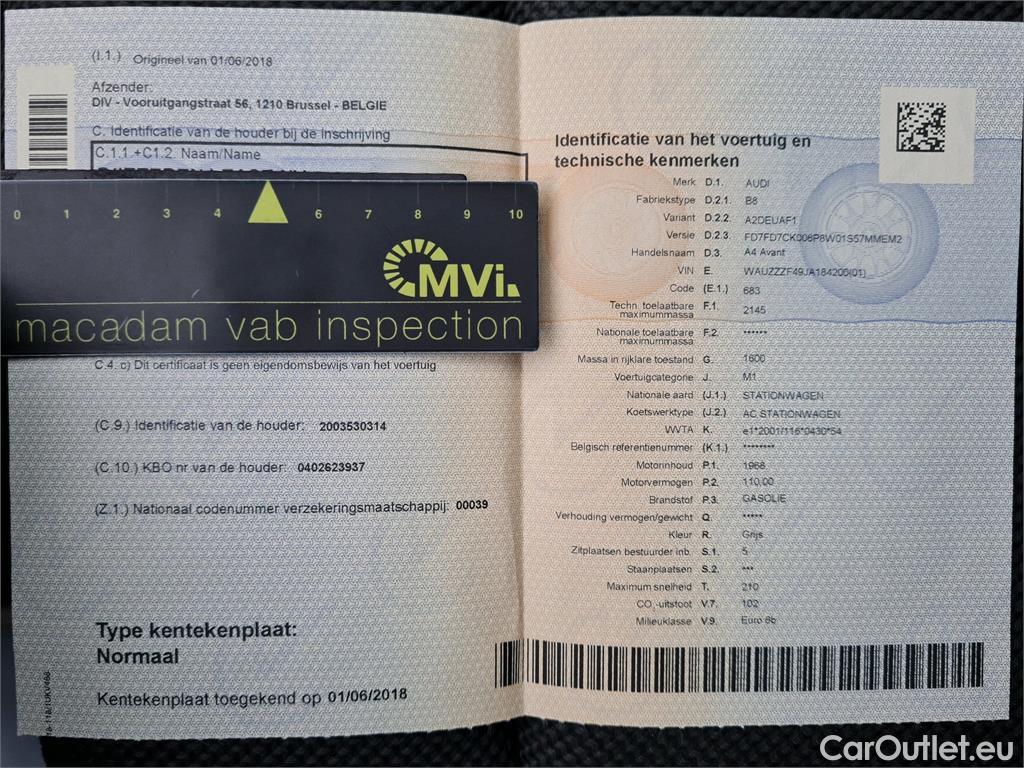 (I.1.) Origineel van 01/06/2018
Afzender:
DIV - Vooruitgangstraat 56, 1210 Brussel - BELGIE
C. Identificatie van de houder bij de inschrijving
C.1.1.+C1.2. Naam/Name
0 1 2 3 4 6 7 8 9 10
MVi
macadam vab inspection
C.4. c) Dit certificaat is geen eigendomsbewijs van het voertuig
(C.9.) Identificatie van de houder: 2003530314
(C.10.) KBO nr van de houder: 0402623937
(Z.1.) Nationaal codenummer verzekeringsmaatschappij: 00039
Type kentekenplaat:
Normaal
Kentekenplaat toegekend op 01/06/2018
Identificatie van het voertuig en
technische kenmerken
Merk D.1. AUDI
Fabriekstype D.2.1. B8
Variant D.2.2. A2DEUAF1
Versie D.2.3. FD7FD7CK006P8W01S57MMEM2
Handelsnaam D.3. A4 Avant
VIN E. WAUZZZF49JA184200(01)
Code (E.1.) 683
Techn. toelaatbare F.1. 2145
maximummassa
Nationale toelaatbare F.2. ******
maximummassa
Massa in rijklare toestand G. 1600
Voertuigcategorie J. M1
Nationale aard (J.1.) STATIONWAGEN
Koetswerktype (J.2.) AC STATIONWAGEN
WVTA K. e1*2001/116*0430*54
Belgisch referentienummer (K.1.) ********
Motorinhoud P.1. 1968
Motorvermogen P.2. 110,00
Brandstof P.3. GASOLIE
Verhouding vermogen/gewicht Q. *****
Kleur R. Grijs
Zitplaatsen bestuurder inb. S.1. 5
Staanplaatsen S.2. ***
Maximum snelheid T. 210
CO₂-uitstoot V.7. 102
Milieuklasse V.9. Euro 6b
CarOutlet.eu